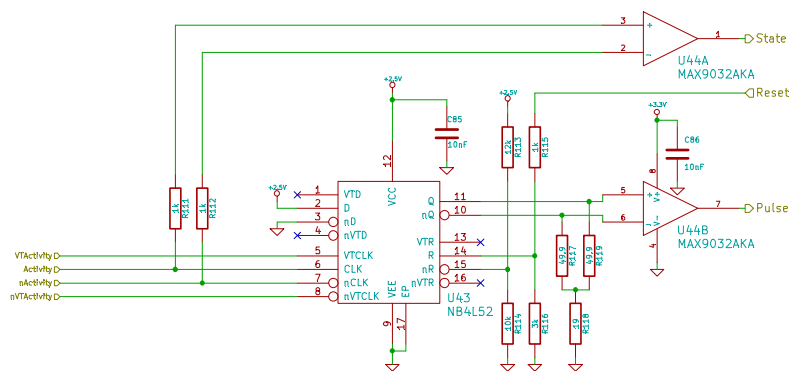 3
+
1
State
2
-
U44A
MAX9032AKA
+2.5V
C85
10nF
+2.5V
Reset
+3.3V
12k
R113
1k
R115
C86
10nF
12
VCC
8
1k
R111
1k
R112
+2.5V
1 VTD
2 D
3 nD
4 nVTD
Q 11
nQ 10
5
+
V+
7
Pulse
6
-
V-
4
U44B
MAX9032AKA
VTR 13
R 14
nR 15
nVTR 16
49.9
R117
49.9
R119
VTActivity
5 VTCLK
Activity
6 CLK
nActivity
7 nCLK
nVTActivity
8 nVTCLK
VEE
EP
9
17
U43
NB4L52
10k
R114
3k
R116
19
R118